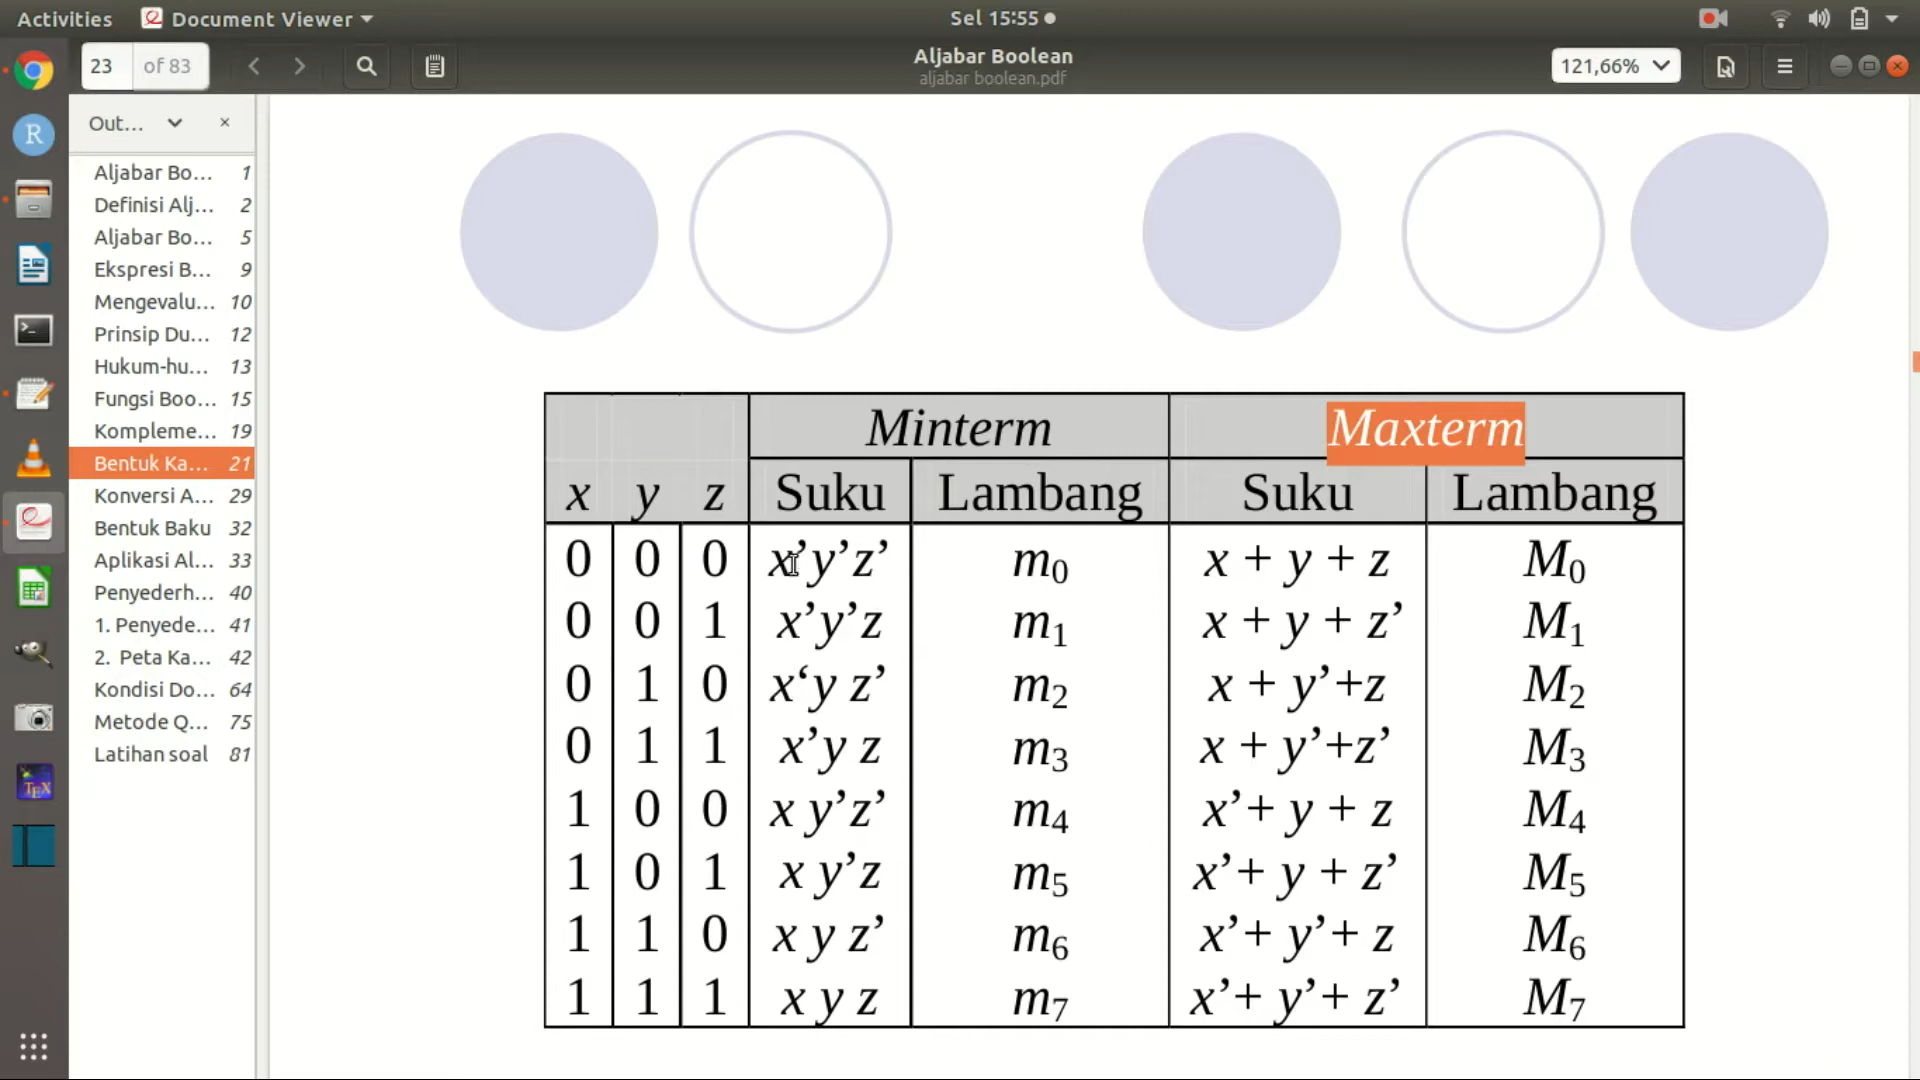 Activities Document Viewer Sel 15:55
23 of 83 Aljabar Boolean 121,66%
aljabar boolean.pdf
Out...
Aljabar Bo... 1
Definisi Alj... 2
Aljabar Bo... 5
Ekspresi B... 9
Mengevalu... 10
Prinsip Du... 12
Hukum-hu... 13
Fungsi Boo... 15
Kompleme... 19
Bentuk Ka... 21
Konversi A... 29
Bentuk Baku 32
Aplikasi Al... 33
Penyederh... 40
1. Penyede... 41
2. Peta Ka... 42
Kondisi Do... 64
Metode Q... 75
Latihan soal 81
Minterm Maxterm
x y z Suku Lambang Suku Lambang
0 0 0 x’y’z’ m0 x + y + z M0
0 0 1 x’y’z m1 x + y + z’ M1
0 1 0 x‘y z’ m2 x + y’+z M2
0 1 1 x’y z m3 x + y’+z’ M3
1 0 0 x y’z’ m4 x’+ y + z M4
1 0 1 x y’z m5 x’+ y + z’ M5
1 1 0 x y z’ m6 x’+ y’+ z M6
1 1 1 x y z m7 x’+ y’+ z’ M7
R
TEX